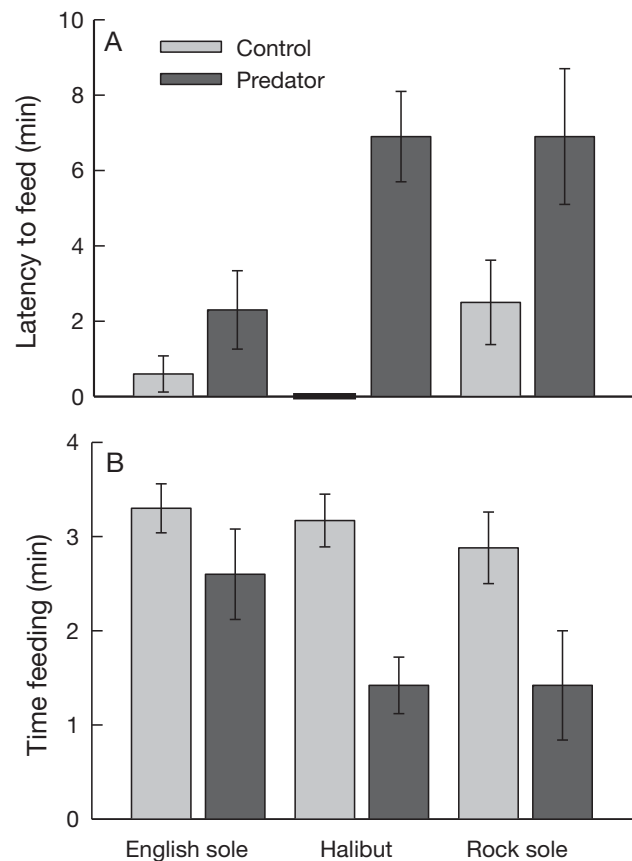 A
Control
Predator
10
8
6
4
2
0
Latency to feed (min)
B
4
3
2
1
0
Time feeding (min)
English sole Halibut Rock sole